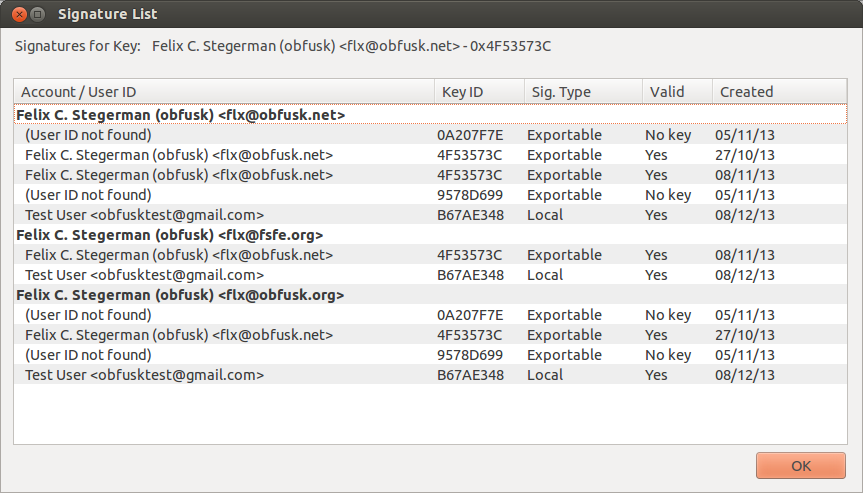 Signature List
Signatures for Key: Felix C. Stegerman (obfusk) <flx@obfusk.net> - 0x4F53573C
Account / User ID Key ID Sig. Type Valid Created
Felix C. Stegerman (obfusk) <flx@obfusk.net>
(User ID not found) 0A207F7E Exportable No key 05/11/13
Felix C. Stegerman (obfusk) <flx@obfusk.net> 4F53573C Exportable Yes 27/10/13
Felix C. Stegerman (obfusk) <flx@obfusk.net> 4F53573C Exportable Yes 08/11/13
(User ID not found) 9578D699 Exportable No key 05/11/13
Test User <obfusktest@gmail.com> B67AE348 Local Yes 08/12/13
Felix C. Stegerman (obfusk) <flx@fsfe.org>
Felix C. Stegerman (obfusk) <flx@obfusk.net> 4F53573C Exportable Yes 08/11/13
Test User <obfusktest@gmail.com> B67AE348 Local Yes 08/12/13
Felix C. Stegerman (obfusk) <flx@obfusk.org>
(User ID not found) 0A207F7E Exportable No key 05/11/13
Felix C. Stegerman (obfusk) <flx@obfusk.net> 4F53573C Exportable Yes 27/10/13
(User ID not found) 9578D699 Exportable No key 05/11/13
Test User <obfusktest@gmail.com> B67AE348 Local Yes 08/12/13
OK